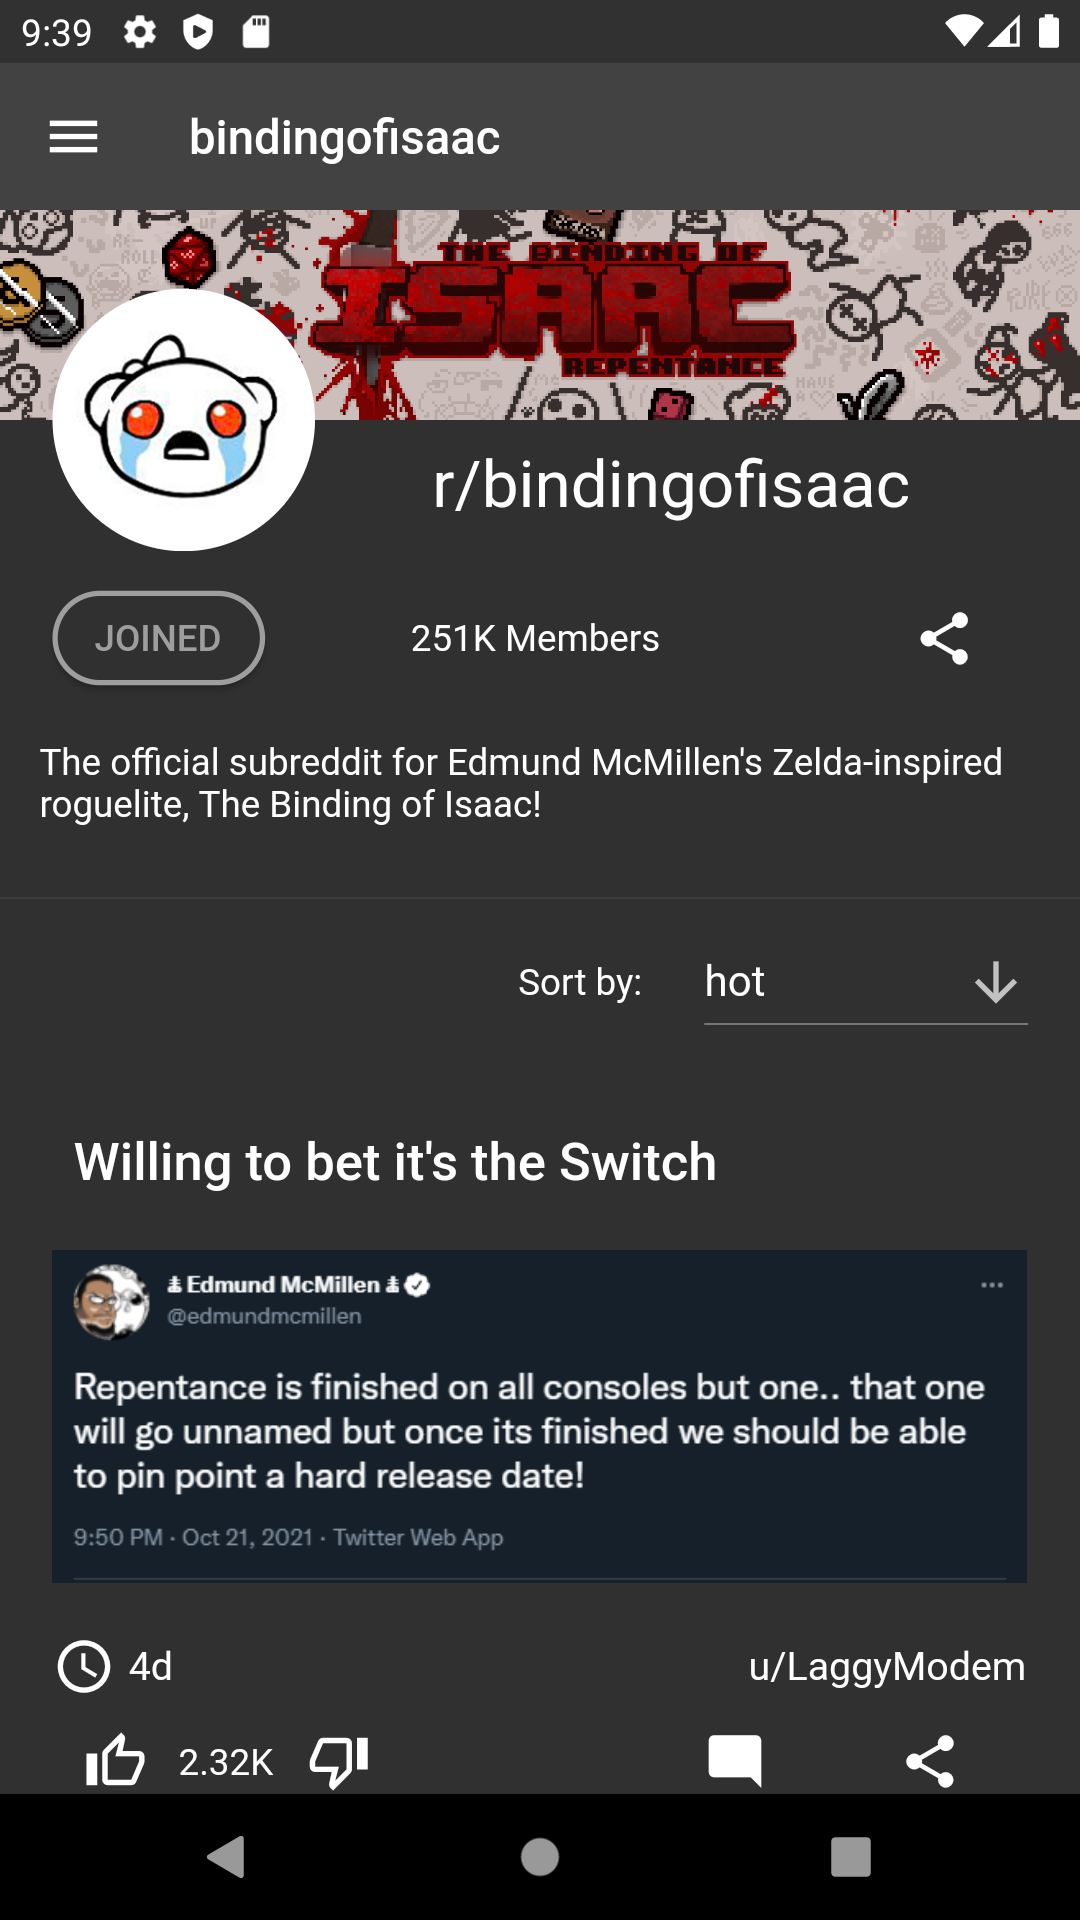 9:39
bindingofisaac
THE BINDING OF
ISAAC
REPENTANCE
r/bindingofisaac
JOINED
251K Members
The official subreddit for Edmund McMillen's Zelda-inspired
roguelite, The Binding of Isaac!
Sort by:
hot
Willing to bet it's the Switch
Edmund McMillen
@edmundmcmillen
Repentance is finished on all consoles but one.. that one
will go unnamed but once its finished we should be able
to pin point a hard release date!
9:50 PM · Oct 21, 2021 · Twitter Web App
4d
u/LaggyModem
2.32K